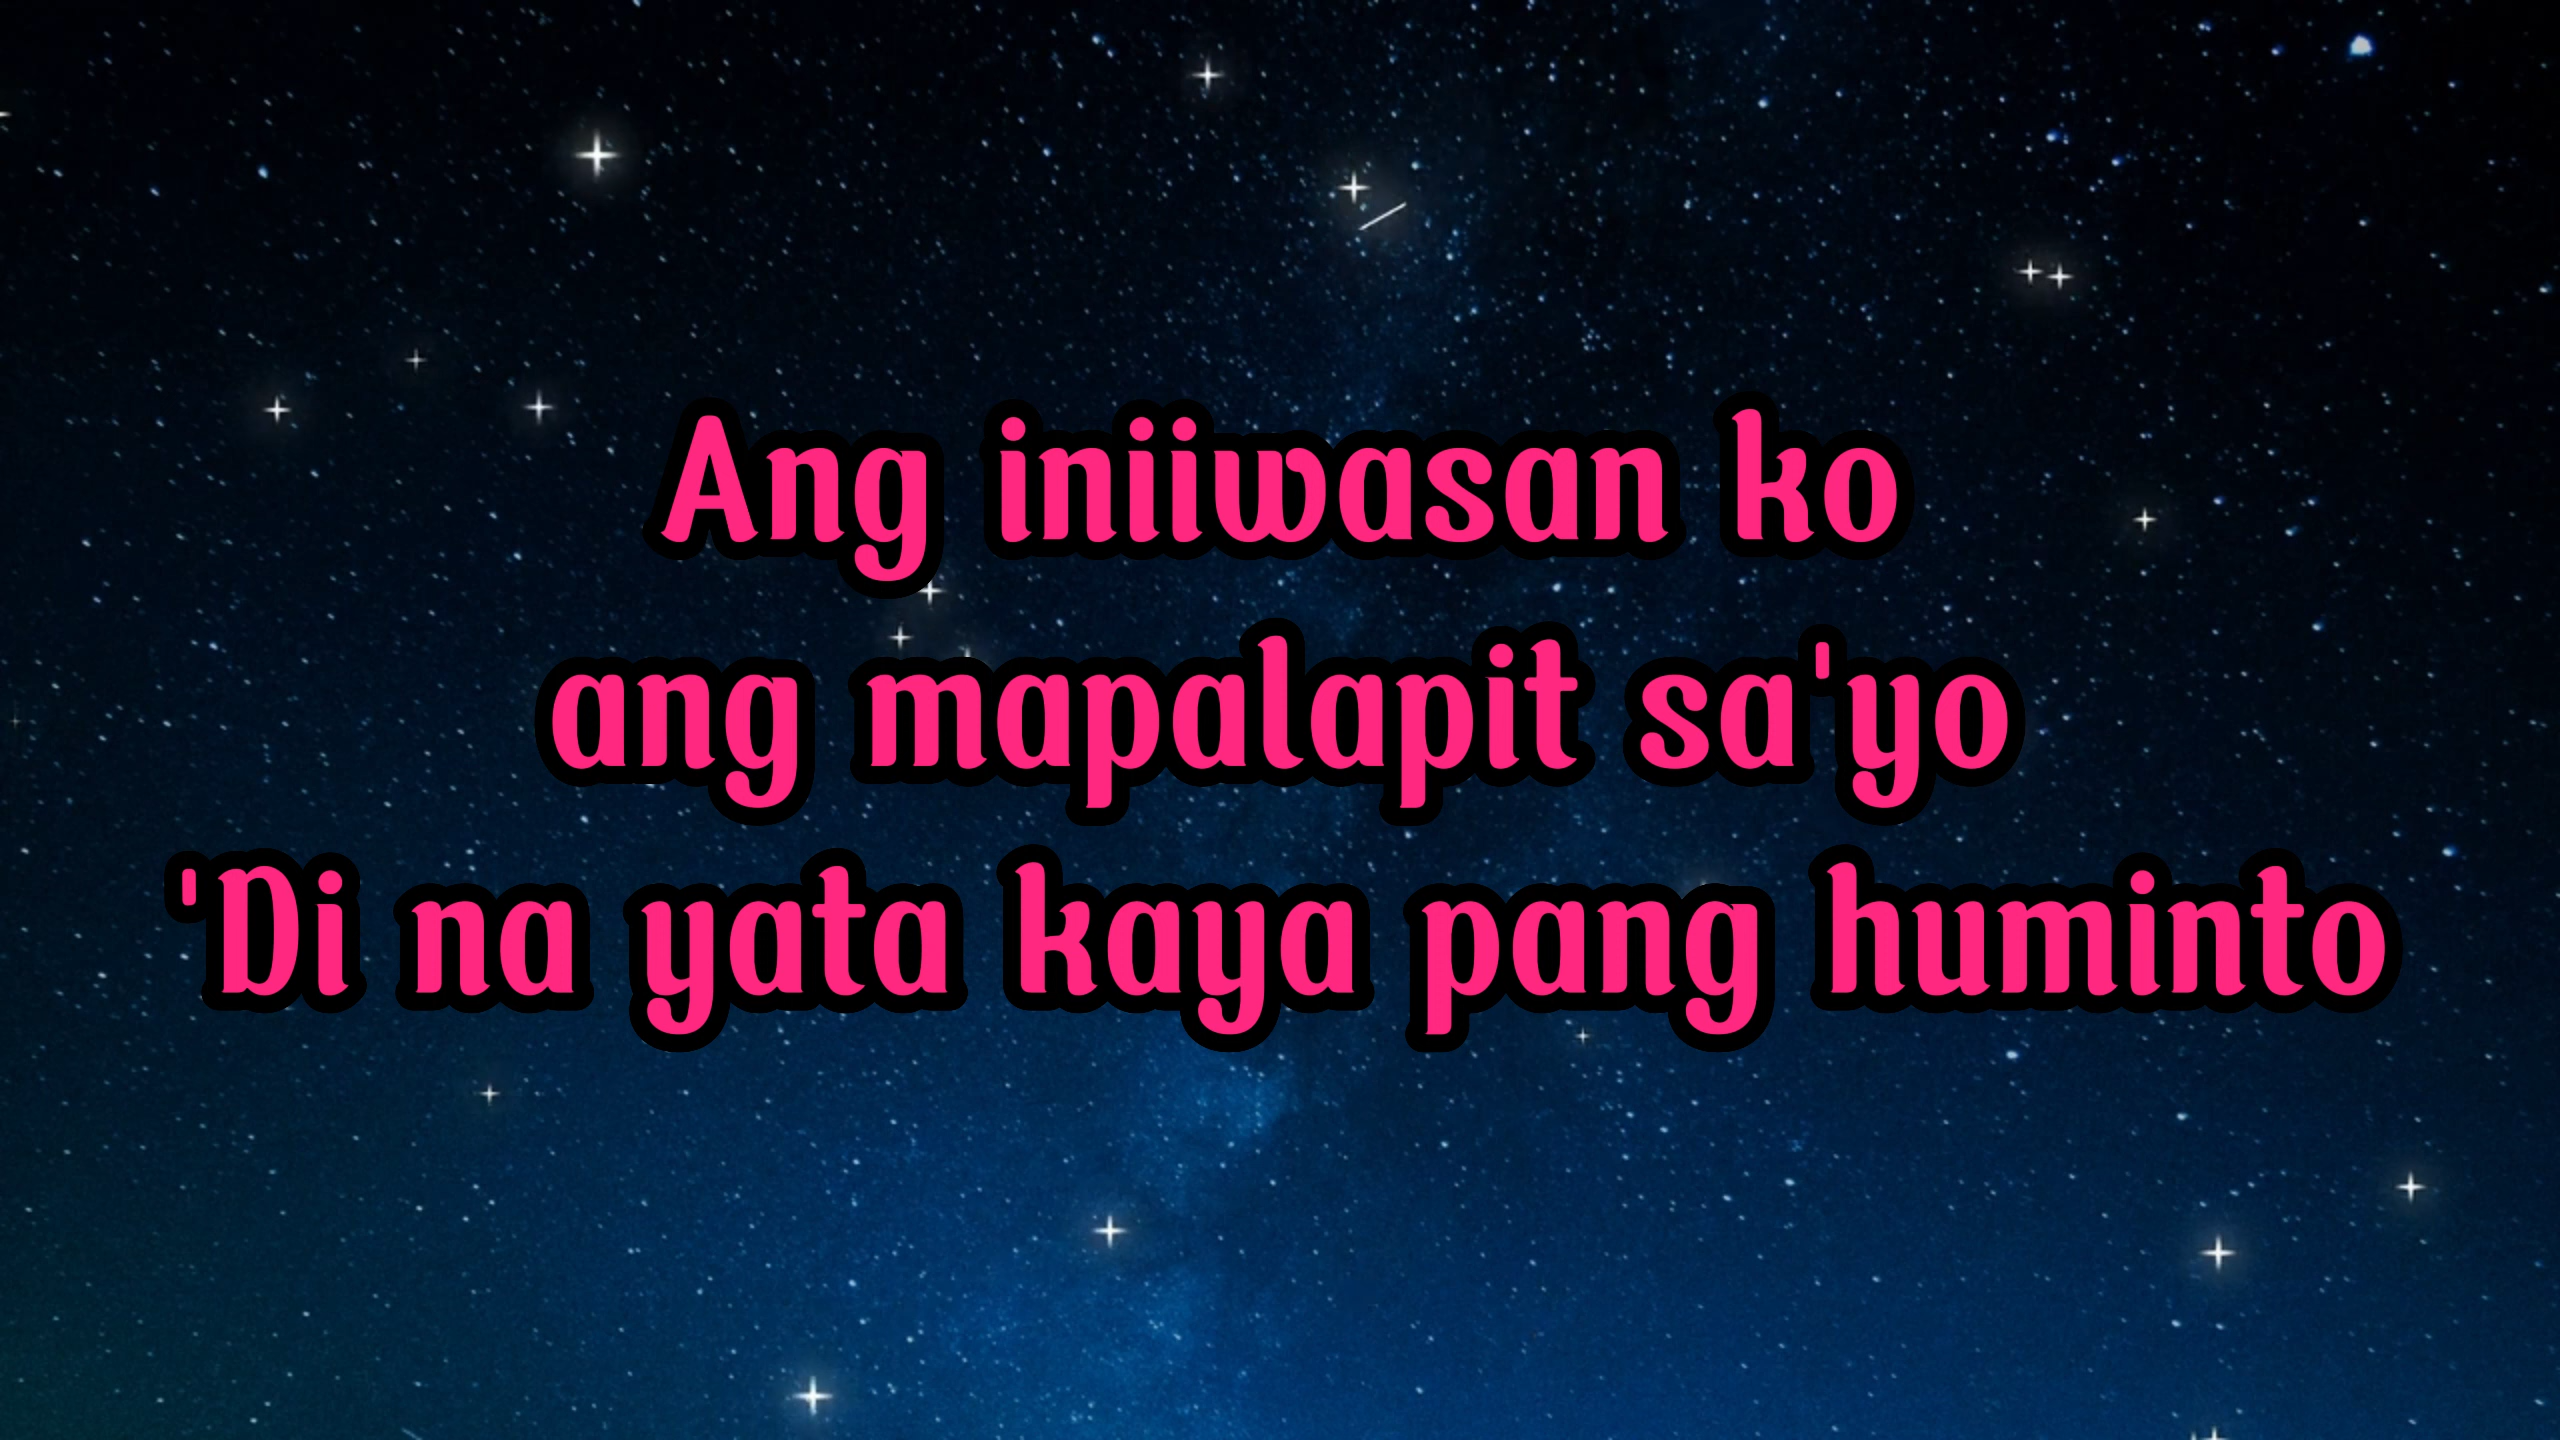 Ang iniiwasan ko
ang mapalapit sa'yo
'Di na yata kaya pang huminto